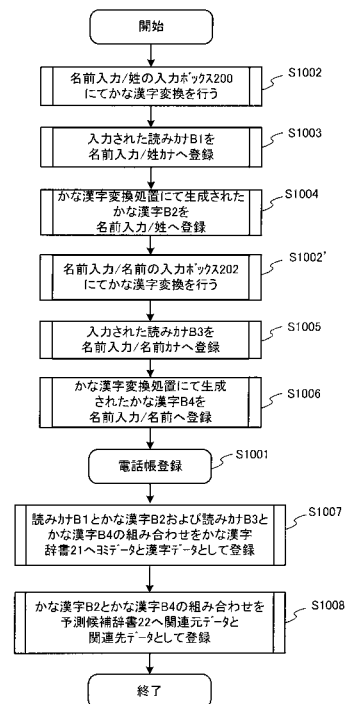 開始
名前入力/姓の入力ボックス200
にてかな漢字変換を行う
S1002
入力された読みカナB1を
名前入力/姓カナへ登録
S1003
かな漢字変換処置にて生成された
かな漢字B2を
名前入力/姓へ登録
S1004
名前入力/名前の入力ボックス202
にてかな漢字変換を行う
S1002'
入力された読みカナB3を
名前入力/名前カナへ登録
S1005
かな漢字変換処置にて生成
されたかな漢字B4を
名前入力/名前へ登録
S1006
電話帳登録
S1001
読みカナB1とかな漢字B2および読みカナB3と
かな漢字B4の組み合わせをかな漢字
辞書21へヨミデータと漢字データとして登録
S1007
かな漢字B2とかな漢字B4の組み合わせを
予測候補辞書22へ関連元データと
関連先データとして登録
S1008
終了